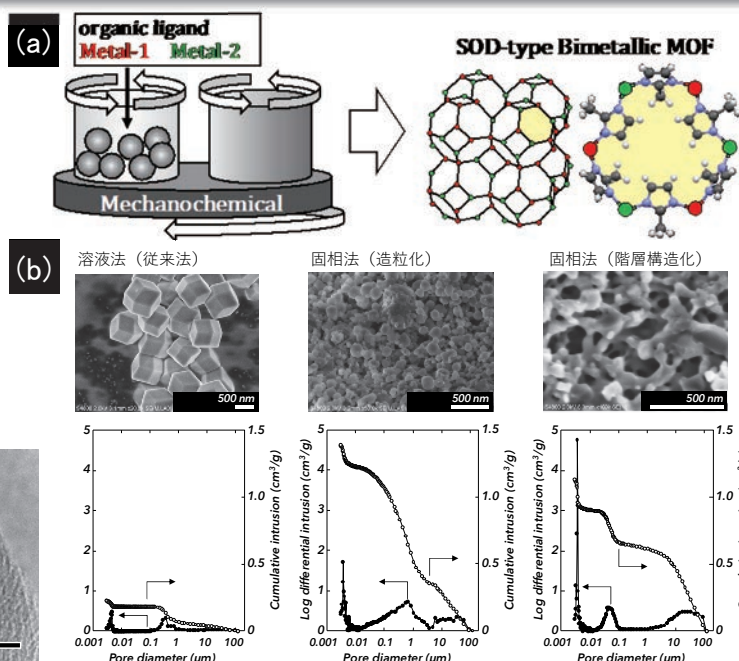 (a)
organic ligand
Metal-1 Metal-2
Mechanochemical
SOD-type Bimetallic MOF
(b)
溶液法（従来法）
固相法（造粒化）
固相法（階層構造化）
500 nm
500 nm
500 nm
5
4
3
2
1
0
1.5
1.0
0.5
0
Cumulative intrusion (cm³/g)
0.001 0.01 0.1 1 10 100
Pore diameter (μm)
Log differential intrusion (cm³/g)
5
4
3
2
1
0
1.5
1.0
0.5
0
Cumulative intrusion (cm³/g)
0.001 0.01 0.1 1 10 100
Pore diameter (μm)
Log differential intrusion (cm³/g)
5
4
3
2
1
0
1.5
1.0
0.5
0
0.001 0.01 0.1 1 10 100
Pore diameter (μm)